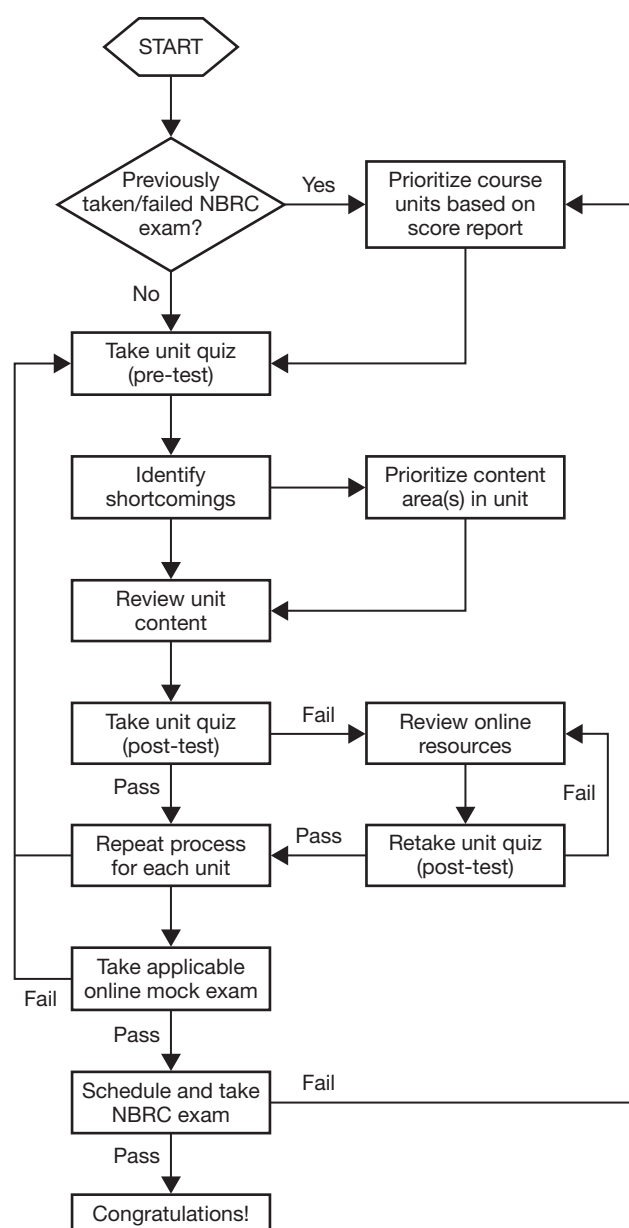 START
Previously
taken/failed NBRC
exam?
Yes
Prioritize course
units based on
score report
No
Take unit quiz
(pre-test)
Identify
shortcomings
Prioritize content
area(s) in unit
Review unit
content
Take unit quiz
(post-test)
Fail
Review online
resources
Pass
Fail
Repeat process
for each unit
Pass
Retake unit quiz
(post-test)
Take applicable
online mock exam
Fail
Pass
Schedule and take
NBRC exam
Fail
Pass
Congratulations!